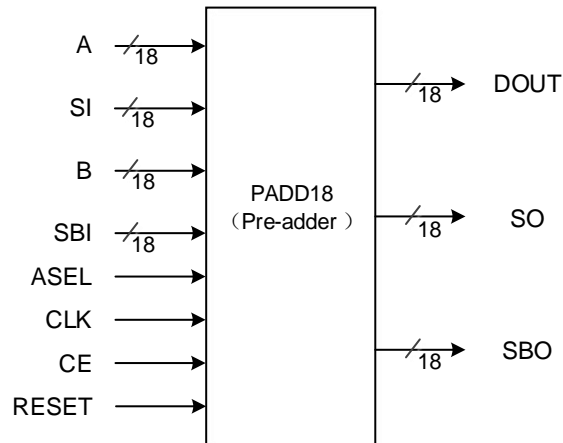 A
18
SI
18
B
18
SBI
18
ASEL
CLK
CE
RESET
PADD18
（Pre-adder ）
18
DOUT
18
SO
18
SBO